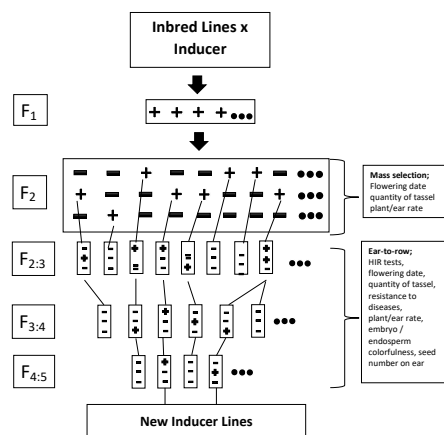 Inbred Lines x
Inducer
F1
+ + + +
F2
- - + - - + + -
+ - - + + - - +
- + - - - - - -
Mass selection;
Flowering date
quantity of tassel
plant/ear rate
F2:3
F3:4
F4:5
Ear-to-row;
HIR tests,
flowering date,
quantity of tassel,
resistance to
diseases,
plant/ear rate,
embryo /
endosperm
colorfulness, seed
number on ear
New Inducer Lines